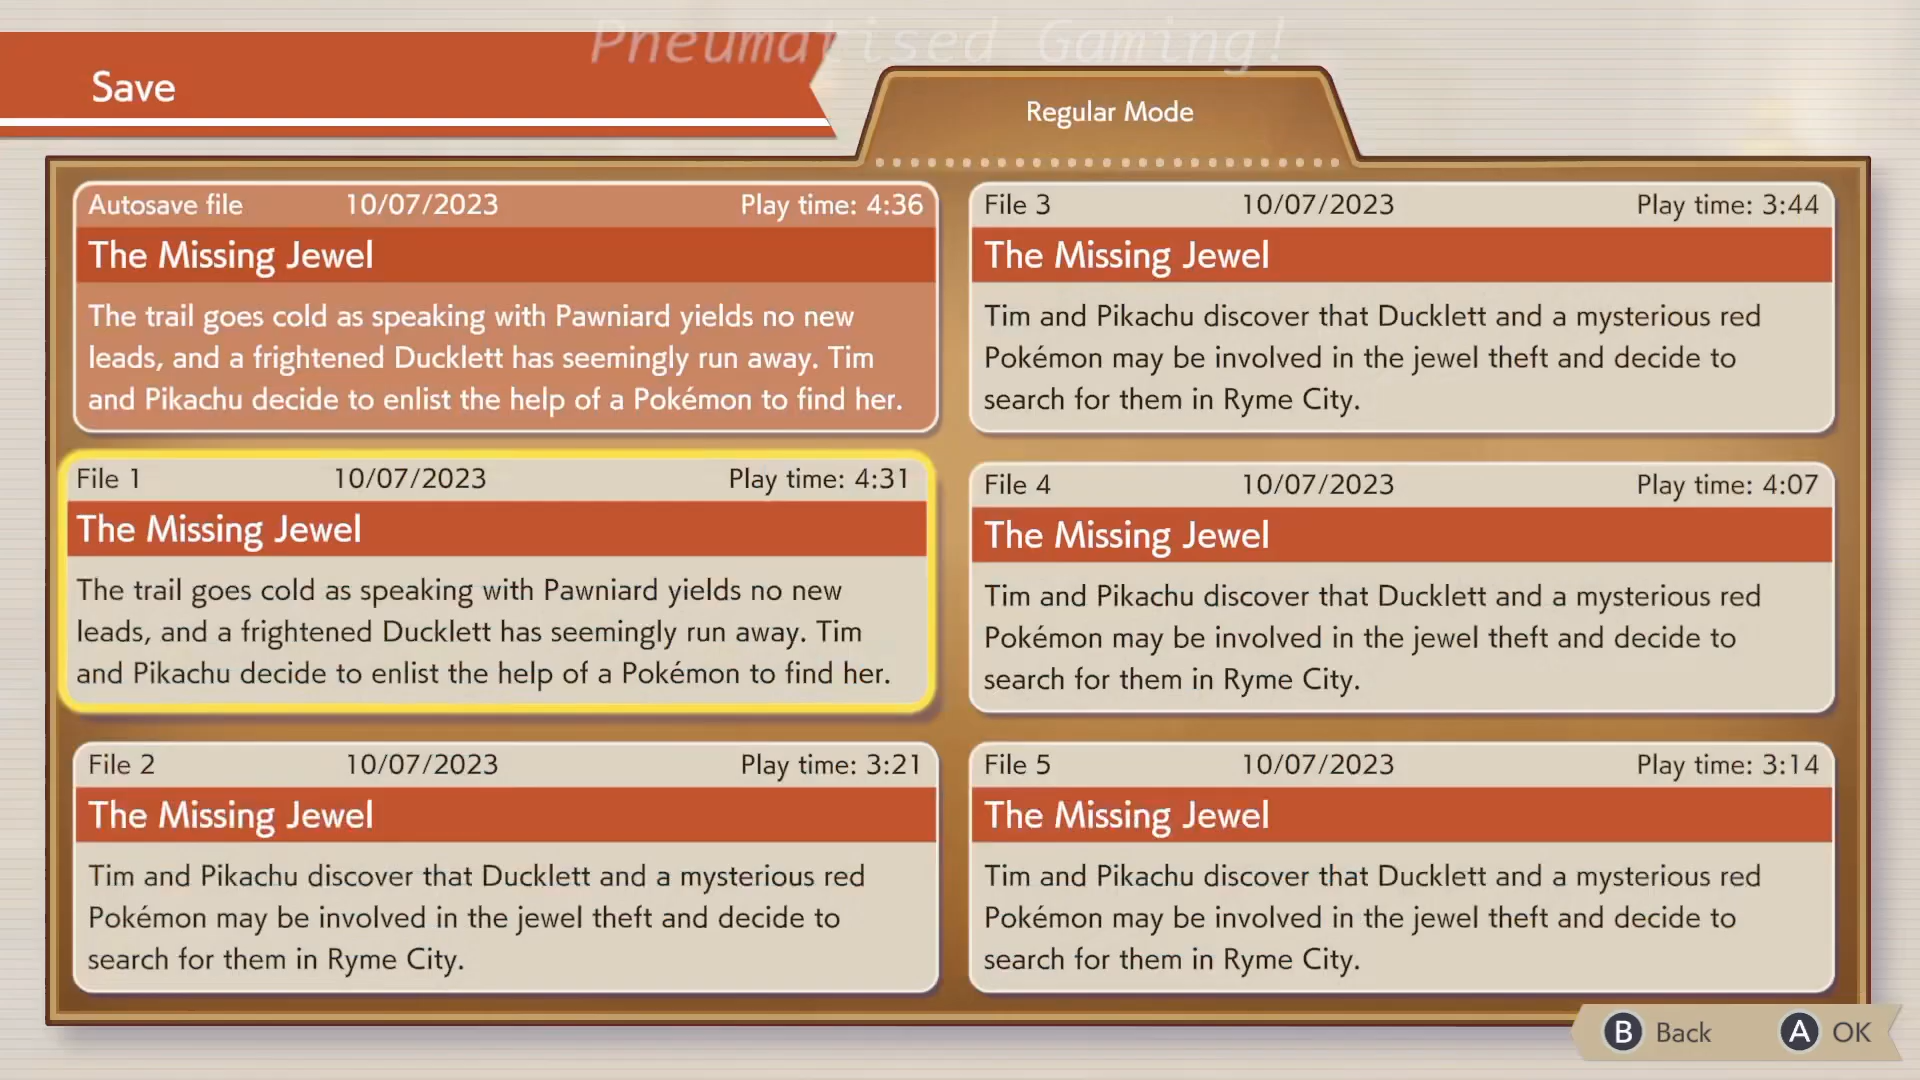 Pneumatised Gaming!
Save
Regular Mode
Autosave file 10/07/2023 Play time: 4:36
The Missing Jewel
The trail goes cold as speaking with Pawniard yields no new
leads, and a frightened Ducklett has seemingly run away. Tim
and Pikachu decide to enlist the help of a Pokémon to find her.
File 1 10/07/2023 Play time: 4:31
The Missing Jewel
The trail goes cold as speaking with Pawniard yields no new
leads, and a frightened Ducklett has seemingly run away. Tim
and Pikachu decide to enlist the help of a Pokémon to find her.
File 2 10/07/2023 Play time: 3:21
The Missing Jewel
Tim and Pikachu discover that Ducklett and a mysterious red
Pokémon may be involved in the jewel theft and decide to
search for them in Ryme City.
File 3 10/07/2023 Play time: 3:44
The Missing Jewel
Tim and Pikachu discover that Ducklett and a mysterious red
Pokémon may be involved in the jewel theft and decide to
search for them in Ryme City.
File 4 10/07/2023 Play time: 4:07
The Missing Jewel
Tim and Pikachu discover that Ducklett and a mysterious red
Pokémon may be involved in the jewel theft and decide to
search for them in Ryme City.
File 5 10/07/2023 Play time: 3:14
The Missing Jewel
Tim and Pikachu discover that Ducklett and a mysterious red
Pokémon may be involved in the jewel theft and decide to
search for them in Ryme City.
B Back A OK